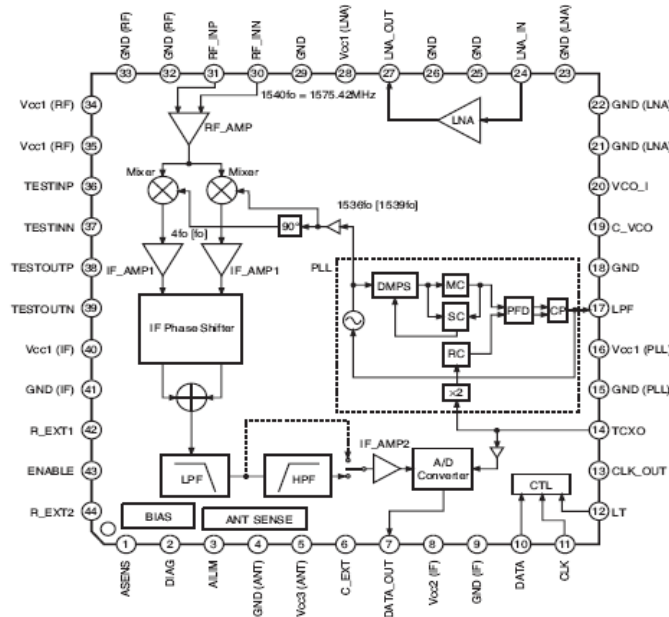 GND (RF)
GND (RF)
RF_INP
RF_INN
GND
Vcc1 (LNA)
LNA_OUT
GND
GND
LNA_IN
GND (LNA)
33
32
31
30
29
28
27
26
25
24
23
Vcc1 (RF) 34
Vcc1 (RF) 35
TESTINP 36
TESTINN 37
TESTOUTP 38
TESTOUTN 39
Vcc1 (IF) 40
GND (IF) 41
R_EXT1 42
ENABLE 43
R_EXT2 44
1540fo = 1575.42MHz
RF_AMP
LNA
Mixer
Mixer
1536fo [1539fo]
90°
4fo [fo]
IF_AMP1
IF_AMP1
PLL
DMPS
MC
SC
PFD
CP
RC
×2
IF Phase Shifter
IF_AMP2
LPF
HPF
A/D
Converter
CTL
BIAS
ANT SENSE
22 GND (LNA)
21 GND (LNA)
20 VCO_I
19 C_VCO
18 GND
17 LPF
16 Vcc1 (PLL)
15 GND (PLL)
14 TCXO
13 CLK_OUT
12 LT
1
2
3
4
5
6
7
8
9
10
11
ASENS
DIAG
AILIM
GND (ANT)
Vcc3 (ANT)
C_EXT
DATA_OUT
Vcc2 (IF)
GND (IF)
DATA
CLK